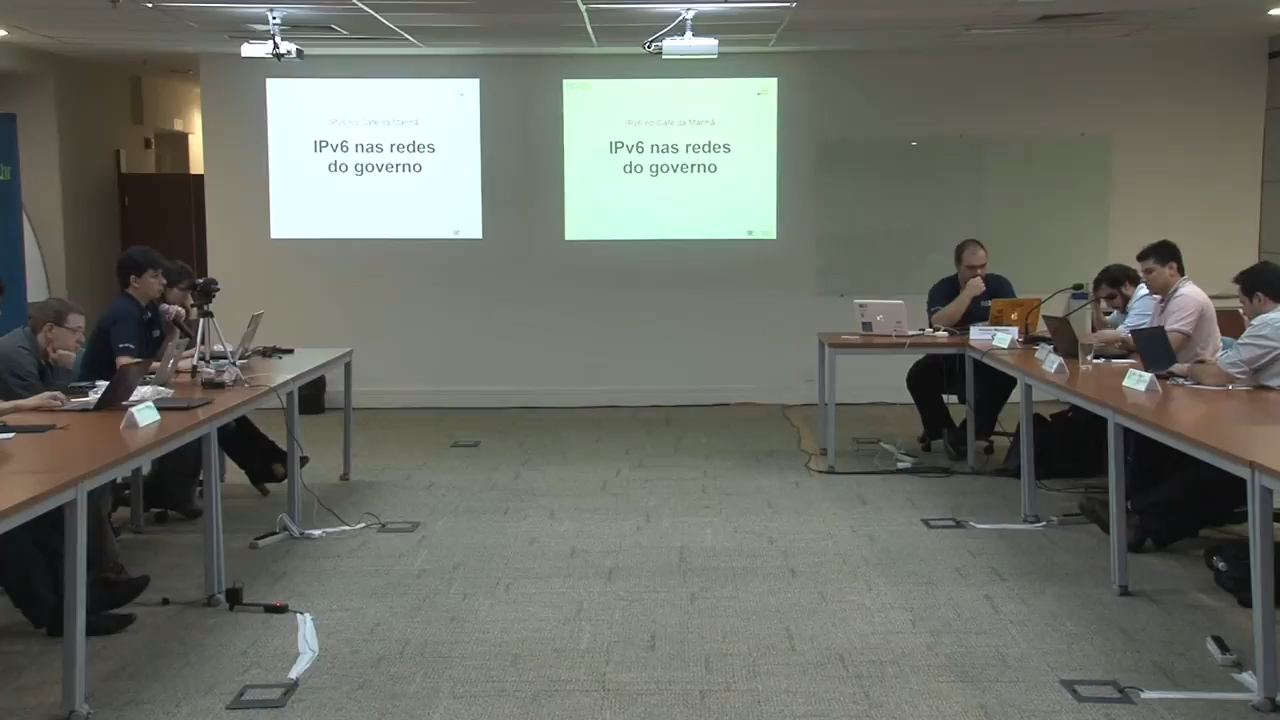 IPv6 no Café da Manhã
IPv6 nas redes
do governo
IPv6 no Café da Manhã
IPv6 nas redes
do governo